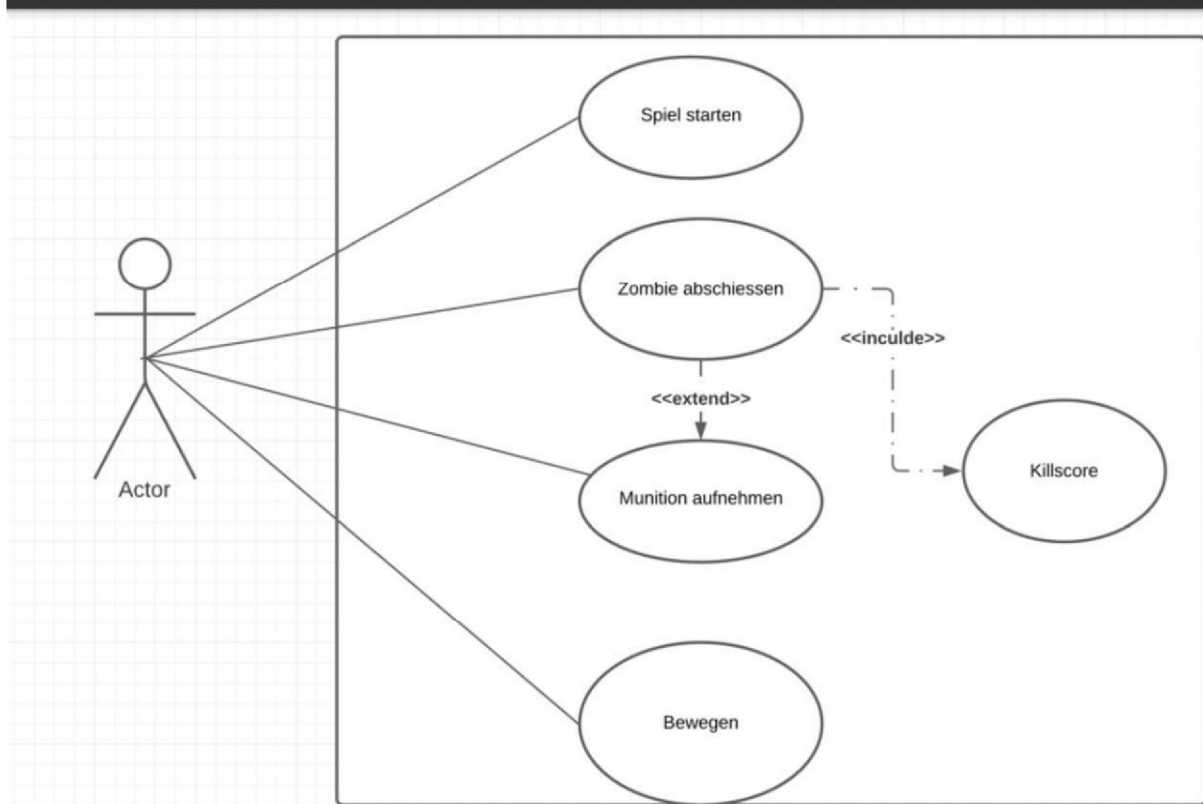 Spiel starten
Zombie abschiessen
<<inculde>>
<<extend>>
Killscore
Actor
Munition aufnehmen
Bewegen